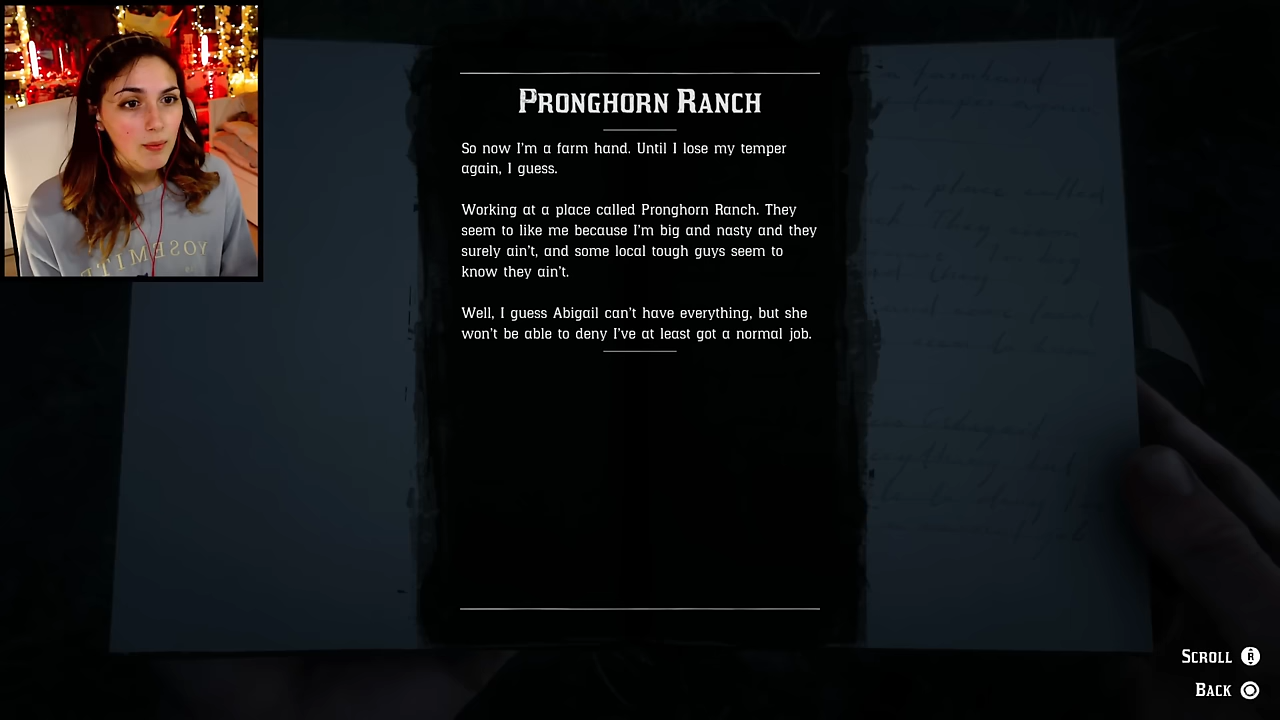 PRONGHORN RANCH
So now I'm a farm hand. Until I lose my temper
again, I guess.
Working at a place called Pronghorn Ranch. They
seem to like me because I'm big and nasty and they
surely ain't, and some local tough guys seem to
know they ain't.
Well, I guess Abigail can't have everything, but she
won't be able to deny I've at least got a normal job.
YOSEMITE
SCROLL R
BACK